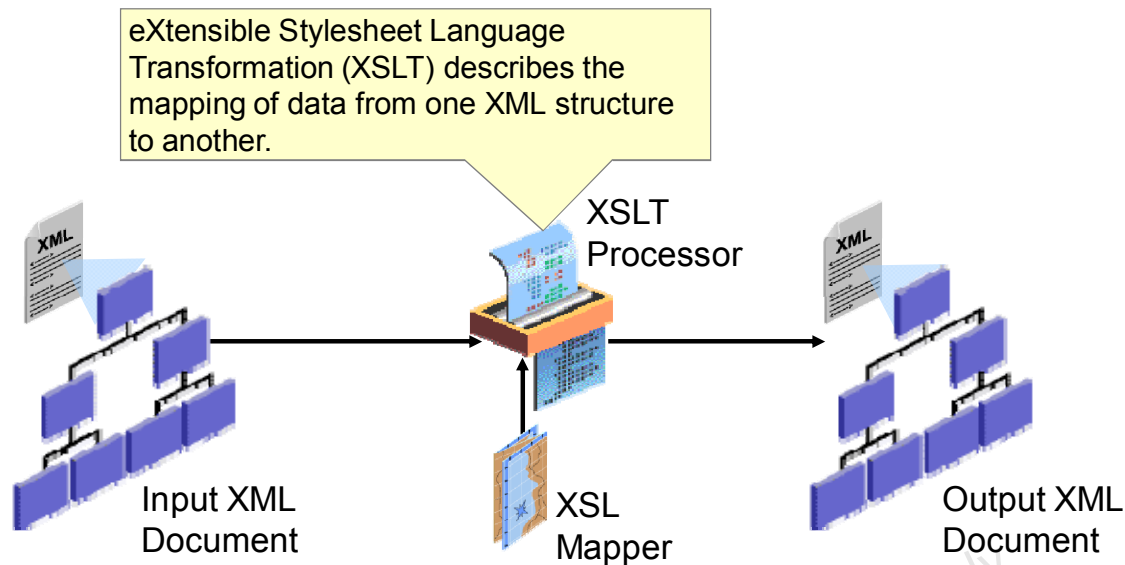 eXtensible Stylesheet Language
Transformation (XSLT) describes the
mapping of data from one XML structure
to another.
XML
XSLT
Processor
XML
Input XML
Document
XSL
Mapper
Output XML
Document